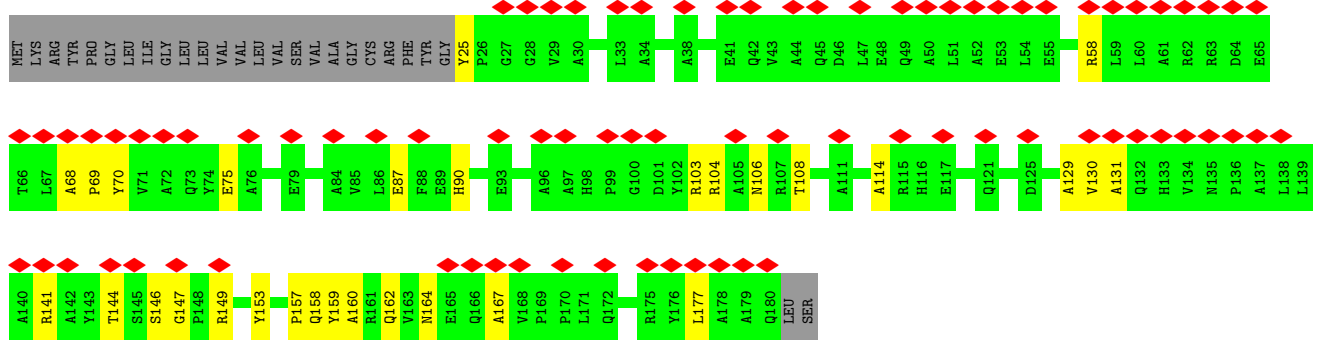 MET LYS ARG TYR PRO GLY LEU ILE GLY LEU LEU VAL VAL LEU VAL SER VAL ALA GLY CYS ARG PHE TYR GLY Y25 P26 G27 G28 V29 A30 L33 A34 A38 E41 Q42 V43 A44 Q45 D46 L47 E48 Q49 A50 L51 A52 E53 L54 E55 R58 L59 L60 A61 R62 R63 D64 E65
T66 L67 A68 P69 Y70 V71 A72 Q73 Y74 E75 A76 E79 A84 V85 L86 E87 F88 E89 H90 E93 A96 A97 H98 P99 G100 D101 Y102 R103 R104 A105 N106 R107 T108 A111 A114 R115 H116 E117 Q121 D125 A129 V130 A131 Q132 H133 V134 N135 P136 A137 L138 L139
A140 R141 A142 Y143 T144 S145 S146 G147 P148 R149 Y153 P157 Q158 Y159 A160 R161 Q162 V163 N164 E165 Q166 A167 V168 P169 P170 L171 Q172 R175 Y176 L177 A178 A179 Q180 LEU SER